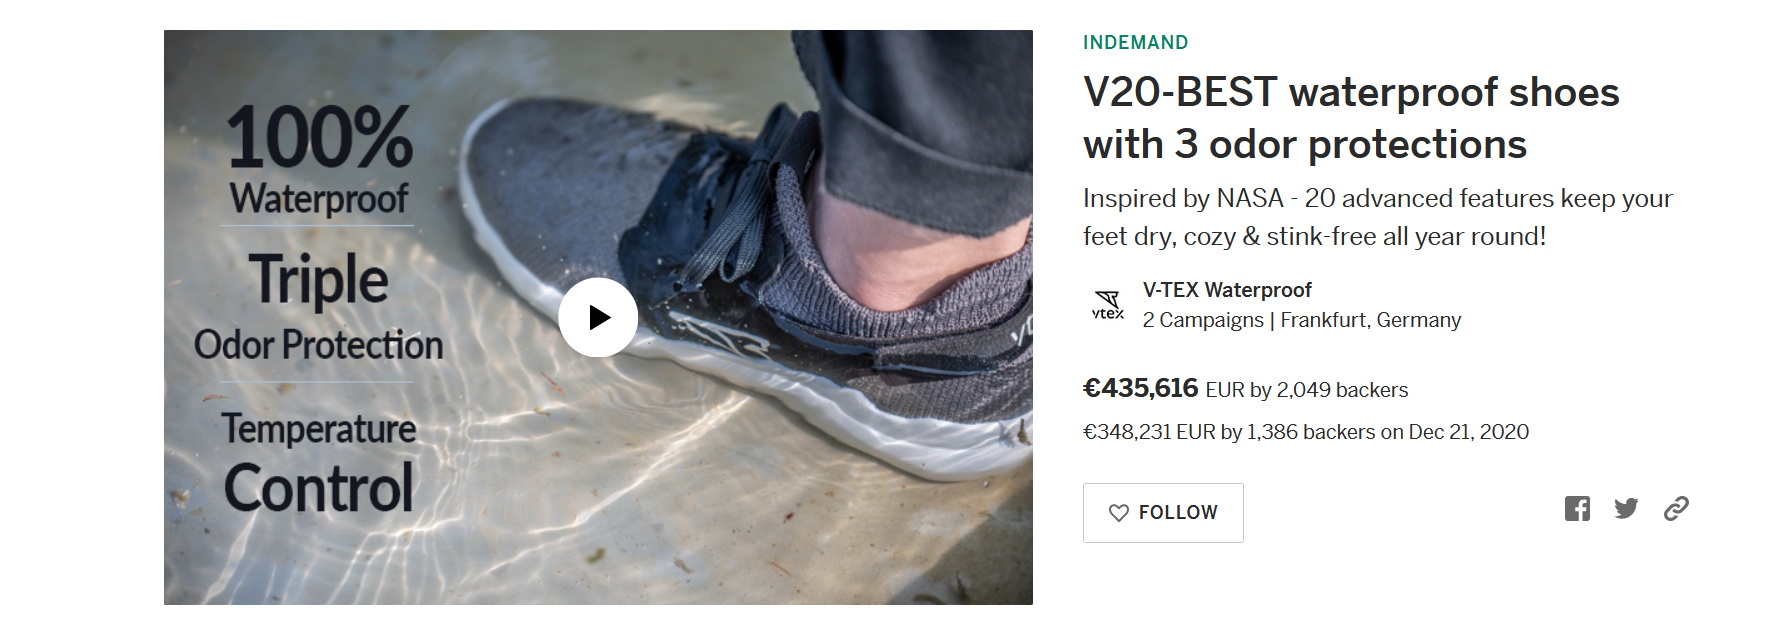 100%
Waterproof
Triple
Odor Protection
Temperature
Control
INDEMAND
V20-BEST waterproof shoes
with 3 odor protections
Inspired by NASA - 20 advanced features keep your
feet dry, cozy & stink-free all year round!
vtex
V-TEX Waterproof
2 Campaigns | Frankfurt, Germany
€435,616 EUR by 2,049 backers
€348,231 EUR by 1,386 backers on Dec 21, 2020
FOLLOW